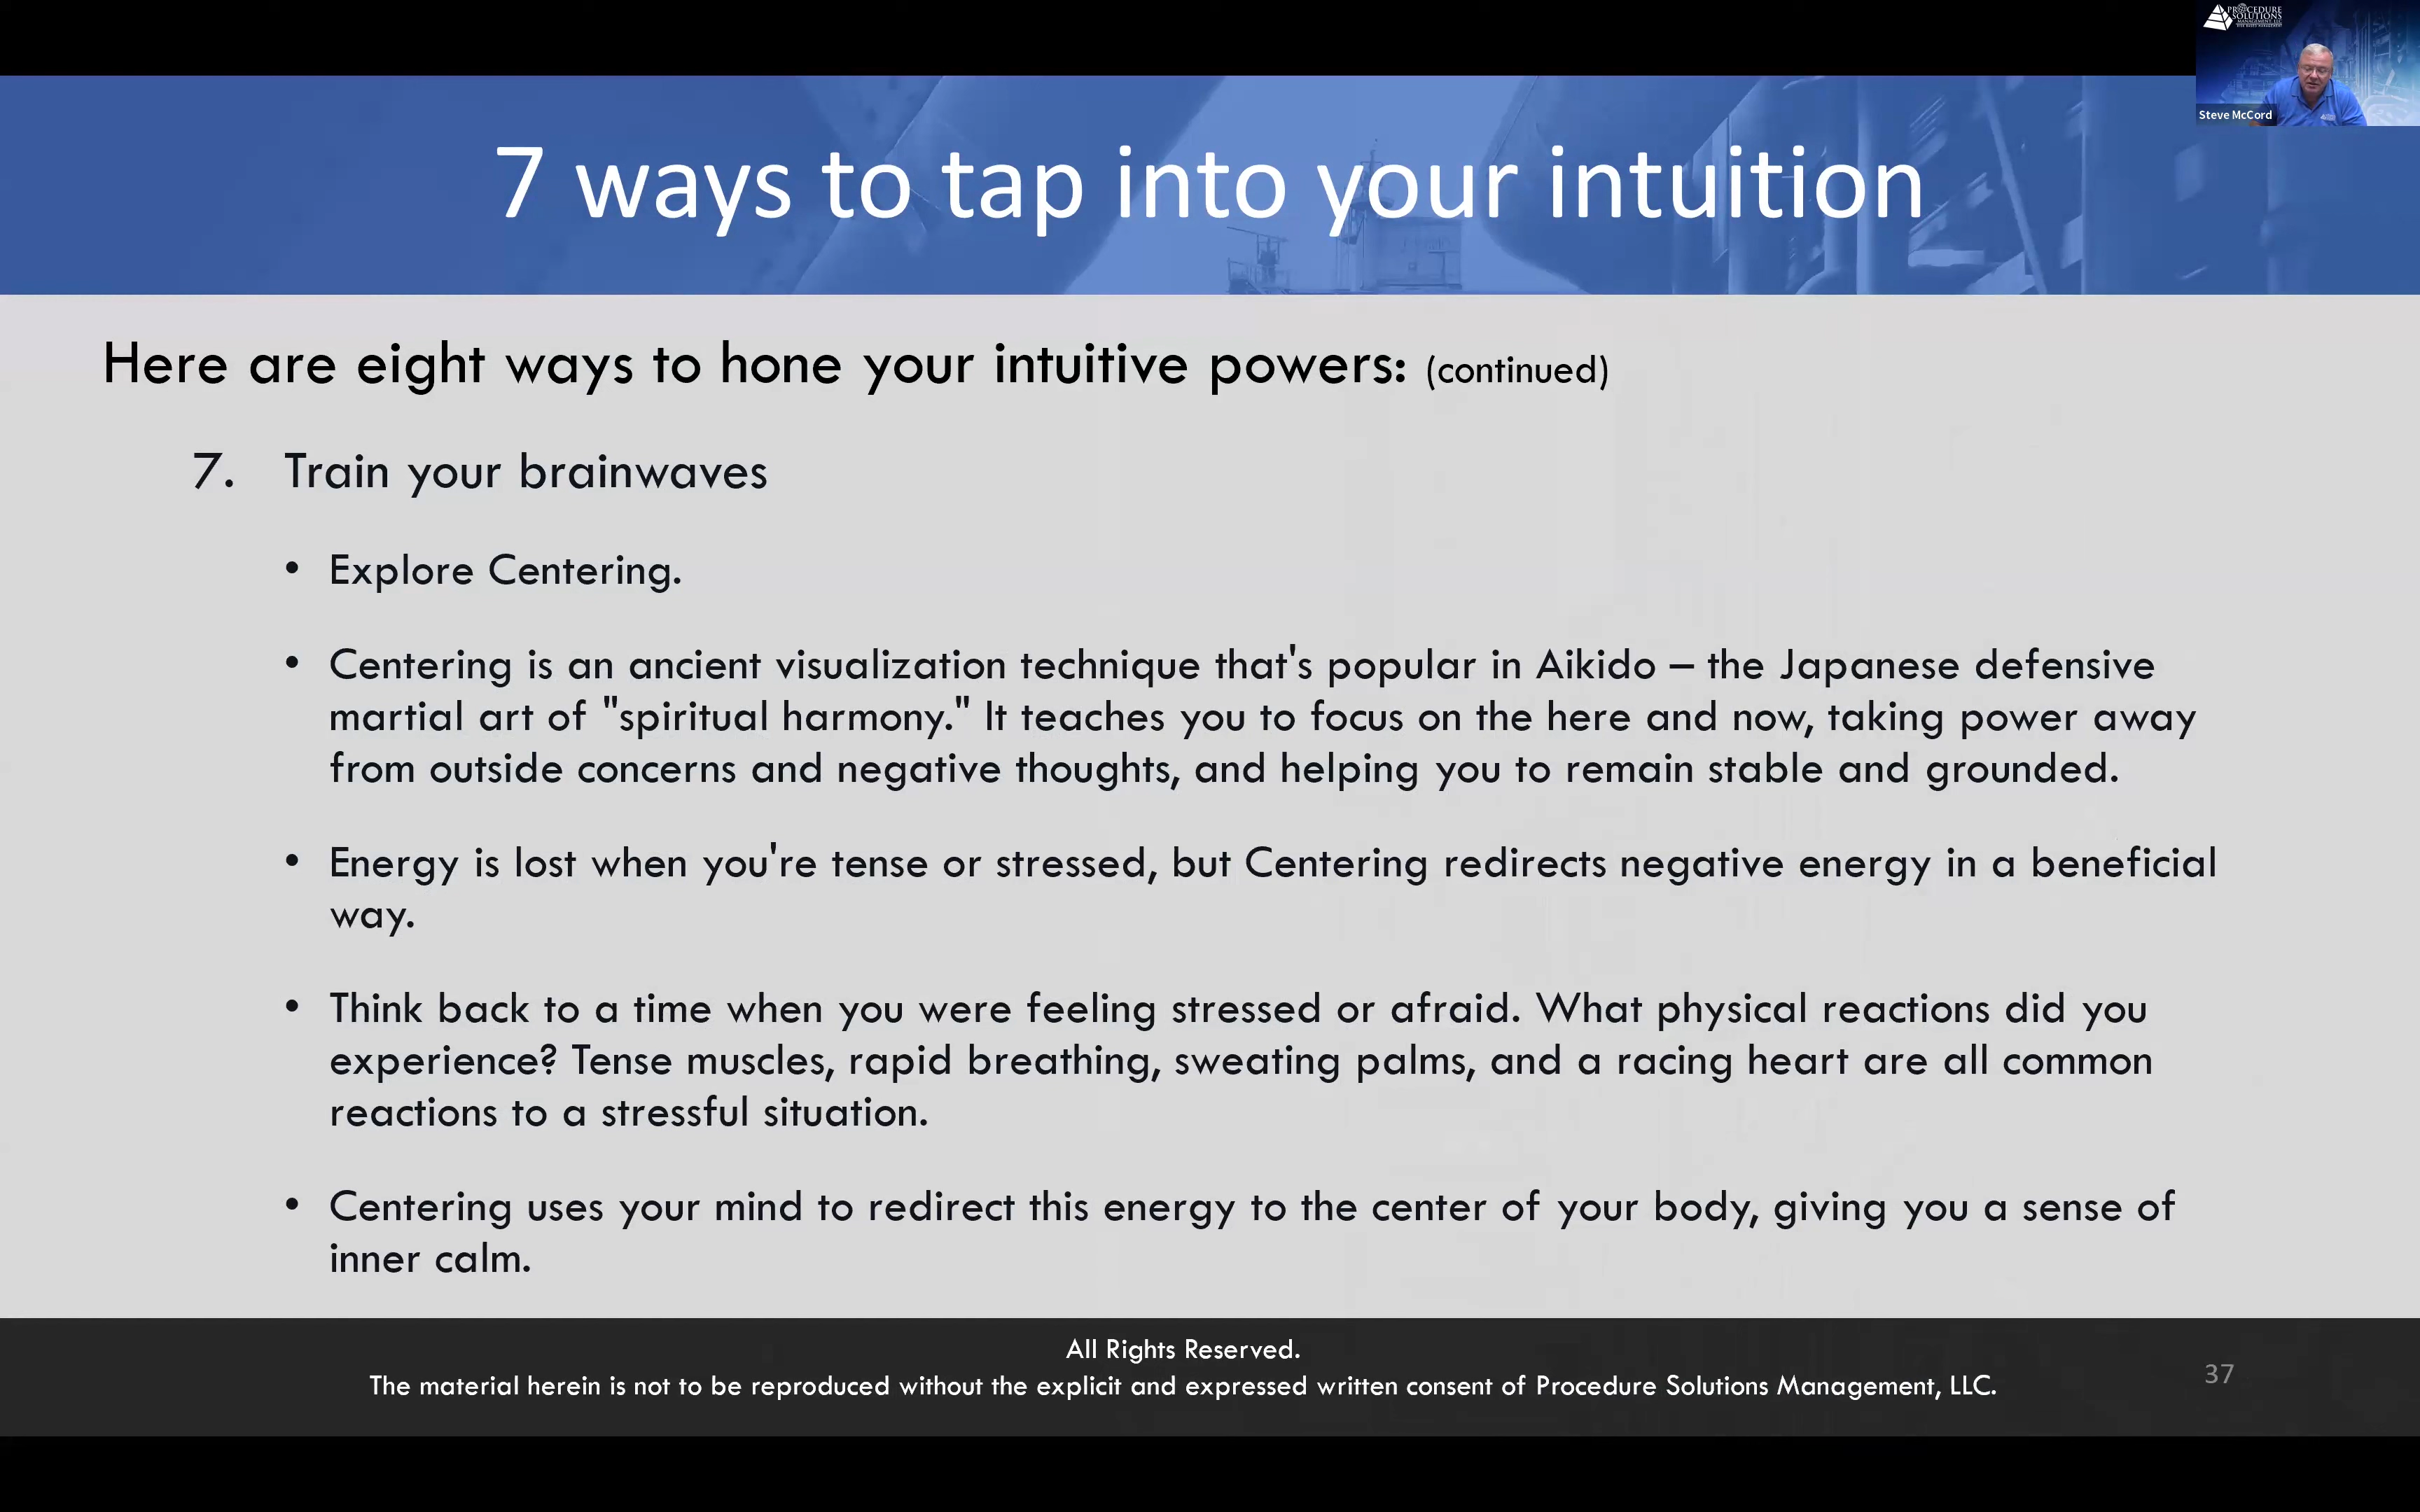 PROCEDURE
SOLUTIONS
MANAGEMENT, LLC
Steve McCord
7 ways to tap into your intuition
Here are eight ways to hone your intuitive powers: (continued)
7. Train your brainwaves
• Explore Centering.
• Centering is an ancient visualization technique that's popular in Aikido – the Japanese defensive
martial art of "spiritual harmony." It teaches you to focus on the here and now, taking power away
from outside concerns and negative thoughts, and helping you to remain stable and grounded.
• Energy is lost when you're tense or stressed, but Centering redirects negative energy in a beneficial
way.
• Think back to a time when you were feeling stressed or afraid. What physical reactions did you
experience? Tense muscles, rapid breathing, sweating palms, and a racing heart are all common
reactions to a stressful situation.
• Centering uses your mind to redirect this energy to the center of your body, giving you a sense of
inner calm.
All Rights Reserved.
The material herein is not to be reproduced without the explicit and expressed written consent of Procedure Solutions Management, LLC.
37